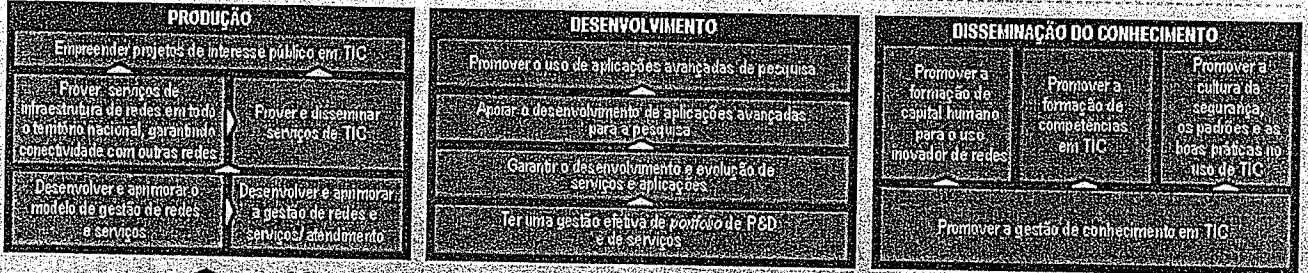 PRODUÇÃO
Empreender projetos de interesse público em TIC
Prover serviços de
infraestrutura de redes em todo
o território nacional, garantindo
conectividade com outras redes
Prover e disseminar
serviços de TIC
Desenvolver e aprimorar o
modelo de gestão de redes
e serviços
Desenvolver e aprimorar
a gestão de redes e
serviços/atendimento
DESENVOLVIMENTO
Promover o uso de aplicações avançadas de pesquisa
Apoiar o desenvolvimento de aplicações avançadas
para a pesquisa
Garantir o desenvolvimento e evolução de
serviços e aplicações
Ter uma gestão efetiva de portfolio de P&D
e de serviços
DISSEMINAÇÃO DO CONHECIMENTO
Promover a
formação de
capital humano
para o uso
inovador de redes
Promover a
formação de
competências
em TIC
Promover a
cultura da
segurança,
os padrões e as
boas práticas no
uso de TIC
Promover a gestão de conhecimento em TIC